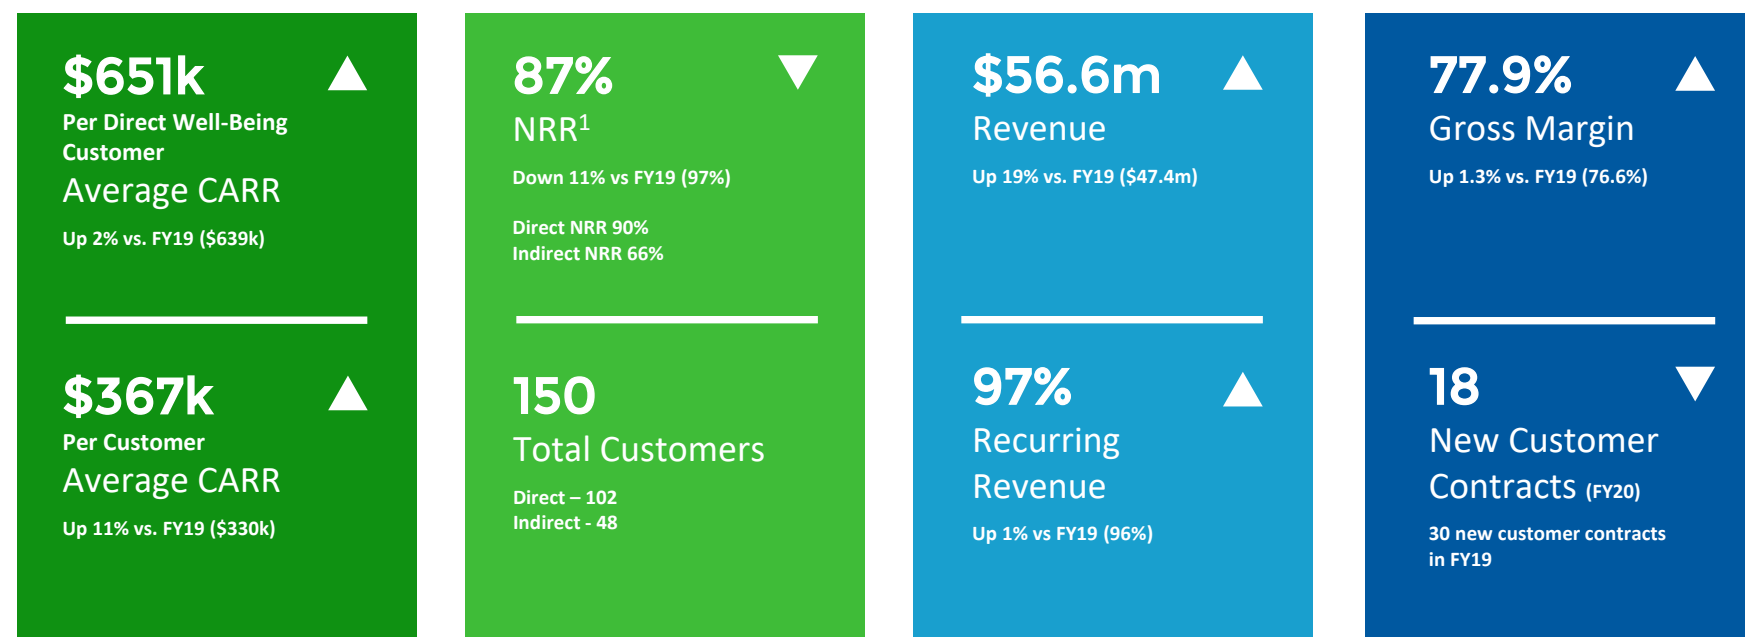 $651k
Per Direct Well-Being
Customer
Average CARR
Up 2% vs. FY19 ($639k)
$367k
Per Customer
Average CARR
Up 11% vs. FY19 ($330k)
87%
NRR¹
Down 11% vs FY19 (97%)
Direct NRR 90%
Indirect NRR 66%
150
Total Customers
Direct – 102
Indirect - 48
$56.6m
Revenue
Up 19% vs. FY19 ($47.4m)
97%
Recurring
Revenue
Up 1% vs FY19 (96%)
77.9%
Gross Margin
Up 1.3% vs. FY19 (76.6%)
18
New Customer
Contracts (FY20)
30 new customer contracts
in FY19